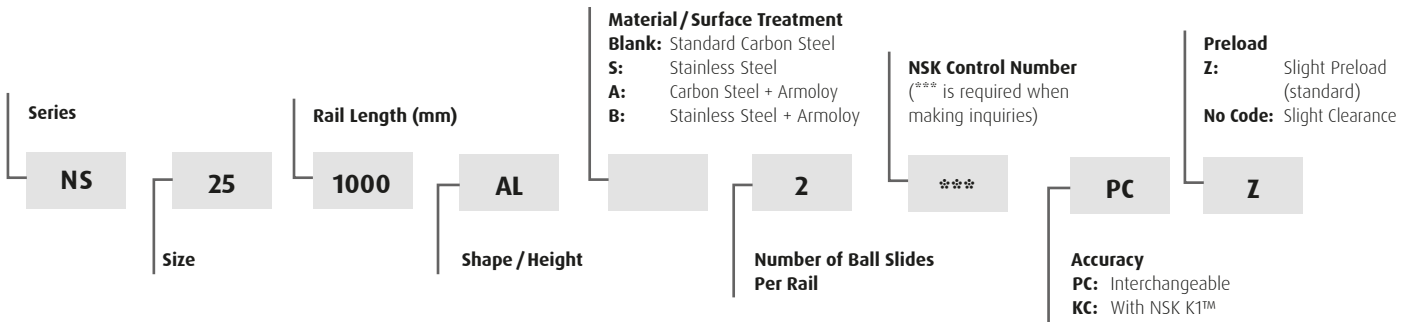 Material / Surface Treatment
Blank: Standard Carbon Steel
S: Stainless Steel
A: Carbon Steel + Armoloy
B: Stainless Steel + Armoloy
NSK Control Number
(*** is required when
making inquiries)
Preload
Z: Slight Preload
(standard)
No Code: Slight Clearance
Series
Rail Length (mm)
NS
25
1000
AL
2
***
PC
Z
Size
Shape / Height
Number of Ball Slides
Per Rail
Accuracy
PC: Interchangeable
KC: With NSK K1™